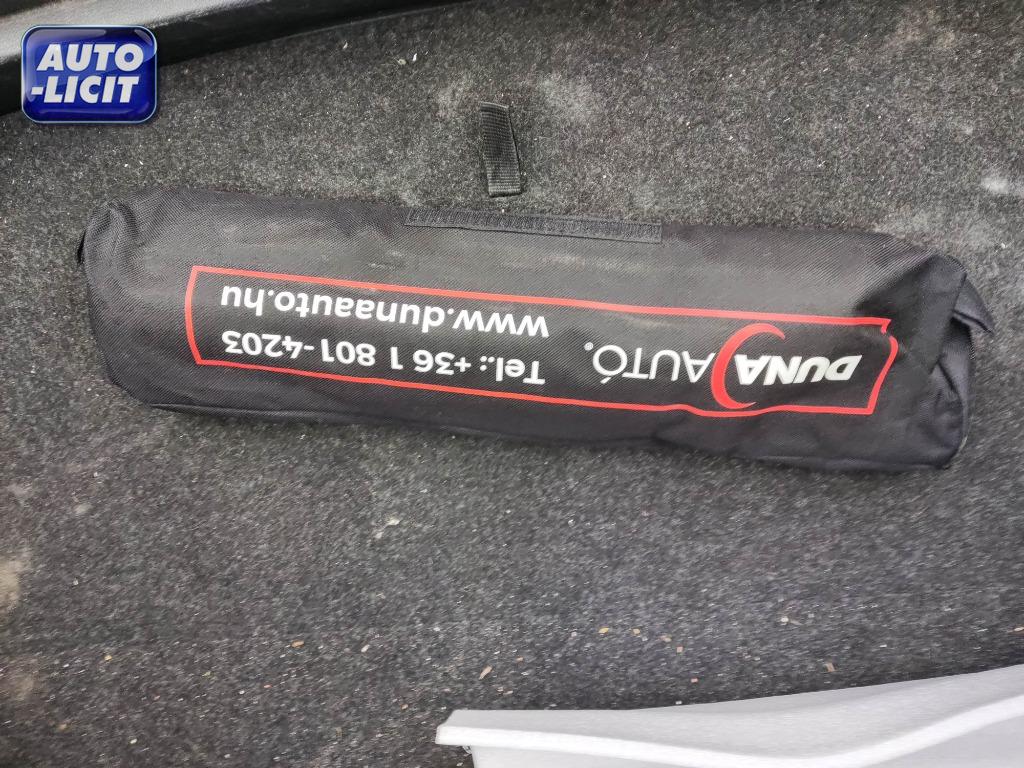 AUTO
-LICIT
DUNA AUTÓ.
Tel.: +36 1 801-4203
www.dunaauto.hu